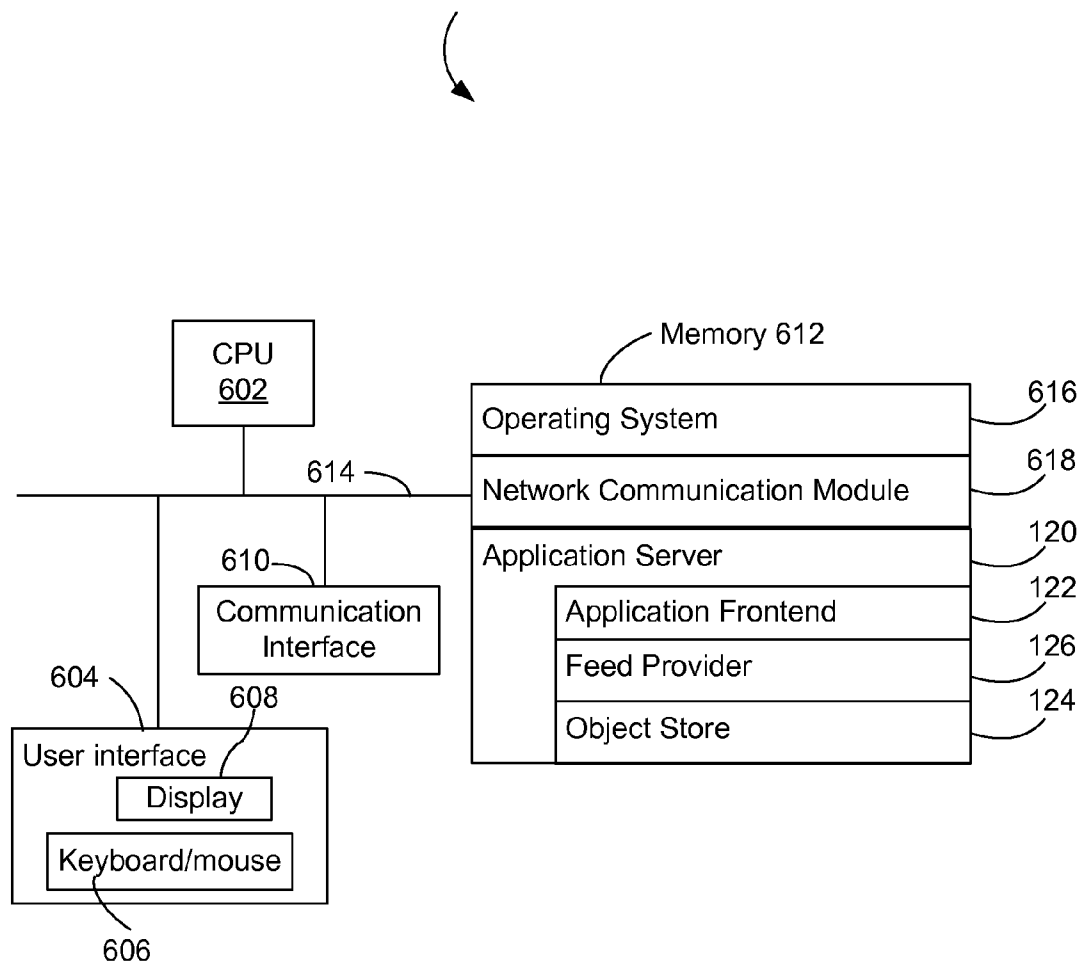 CPU
602
Memory 612
Operating System
616
614
Network Communication Module
618
Application Server
120
610
Communication
Interface
Application Frontend
122
Feed Provider
126
604
608
Object Store
124
User interface
Display
Keyboard/mouse
606